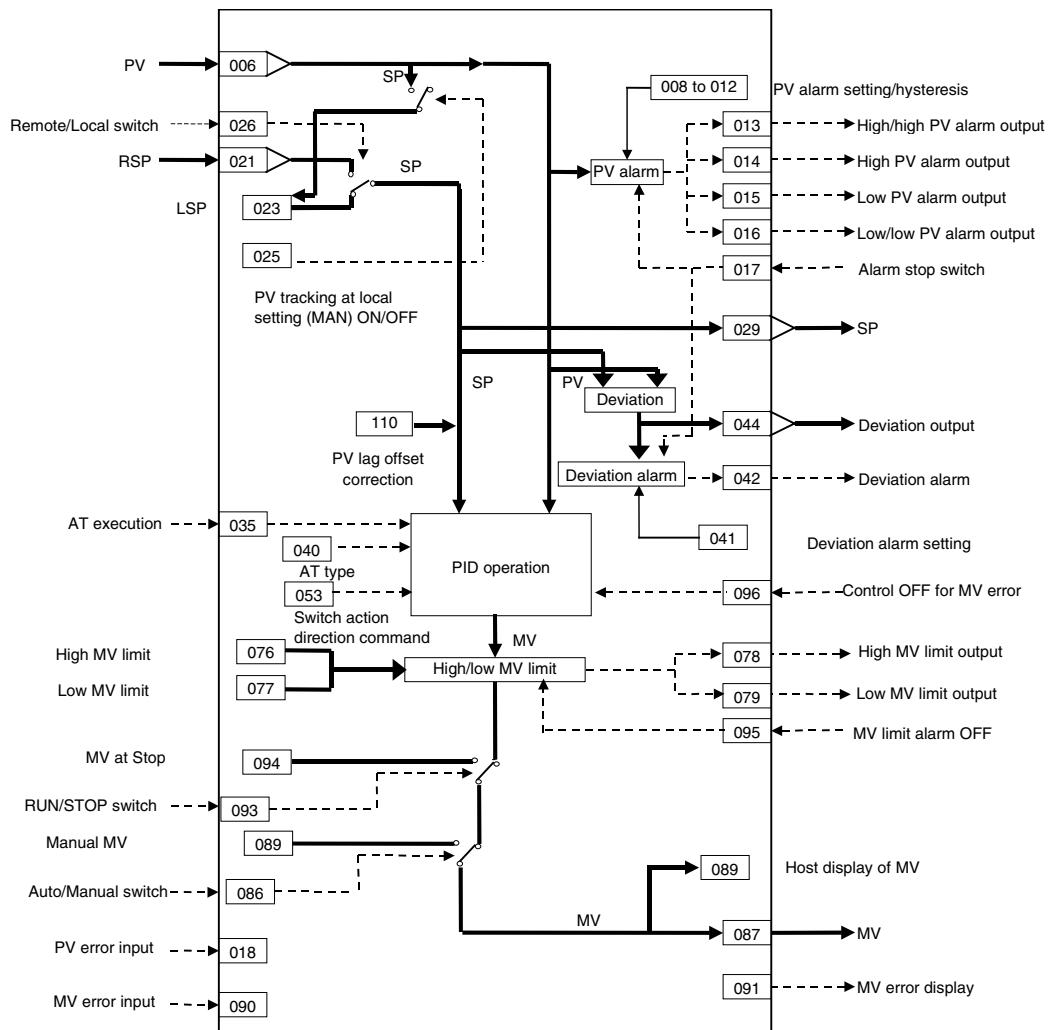 PV
006
SP
008 to 012
PV alarm setting/hysteresis
Remote/Local switch
026
013
High/high PV alarm output
RSP
021
SP
PV alarm
014
High PV alarm output
LSP
023
015
Low PV alarm output
016
Low/low PV alarm output
025
017
Alarm stop switch
PV tracking at local
setting (MAN) ON/OFF
029
SP
SP
PV
Deviation
110
044
Deviation output
PV lag offset
correction
Deviation alarm
042
Deviation alarm
AT execution
035
041
Deviation alarm setting
040
AT type
PID operation
053
096
Control OFF for MV error
Switch action
direction command
MV
High MV limit
076
078
High MV limit output
High/low MV limit
Low MV limit
077
079
Low MV limit output
095
MV limit alarm OFF
MV at Stop
094
RUN/STOP switch
093
Manual MV
089
089
Host display of MV
Auto/Manual switch
086
MV
087
MV
PV error input
018
091
MV error display
MV error input
090